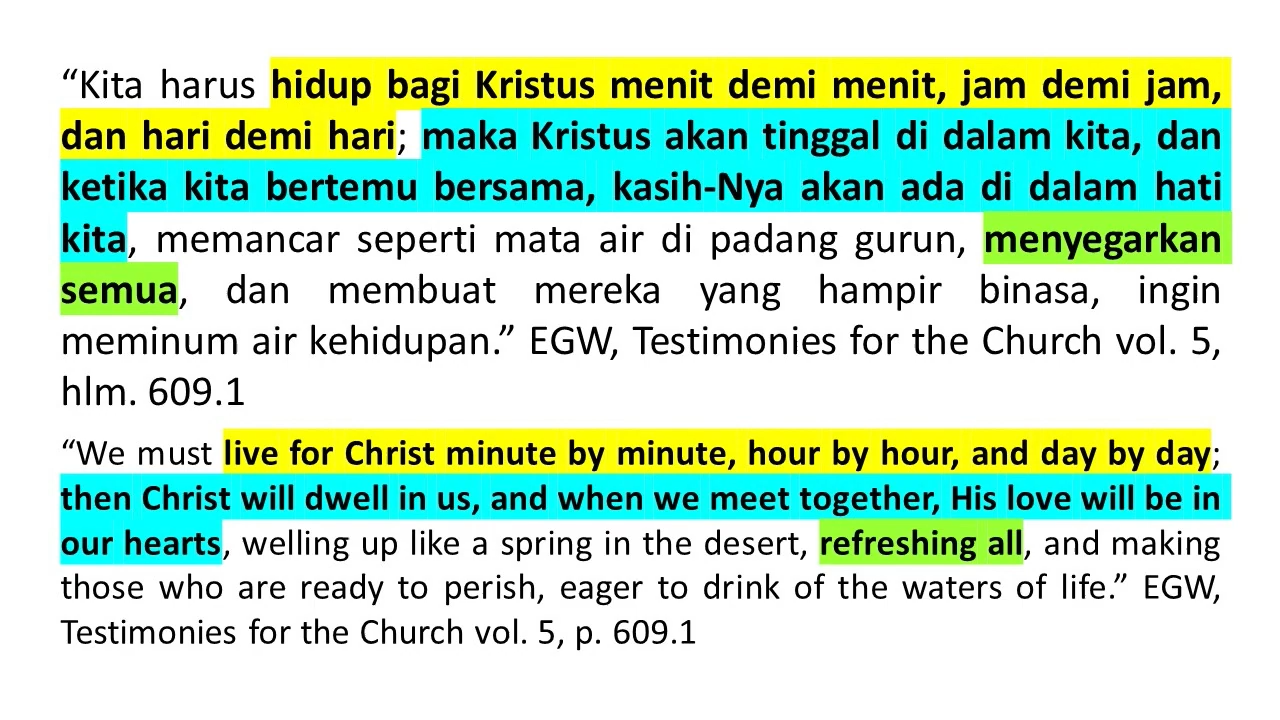 “Kita harus hidup bagi Kristus menit demi menit, jam demi jam,
dan hari demi hari; maka Kristus akan tinggal di dalam kita, dan
ketika kita bertemu bersama, kasih-Nya akan ada di dalam hati
kita, memancar seperti mata air di padang gurun, menyegarkan
semua, dan membuat mereka yang hampir binasa, ingin
meminum air kehidupan.” EGW, Testimonies for the Church vol. 5,
hlm. 609.1
“We must live for Christ minute by minute, hour by hour, and day by day;
then Christ will dwell in us, and when we meet together, His love will be in
our hearts, welling up like a spring in the desert, refreshing all, and making
those who are ready to perish, eager to drink of the waters of life.” EGW,
Testimonies for the Church vol. 5, p. 609.1